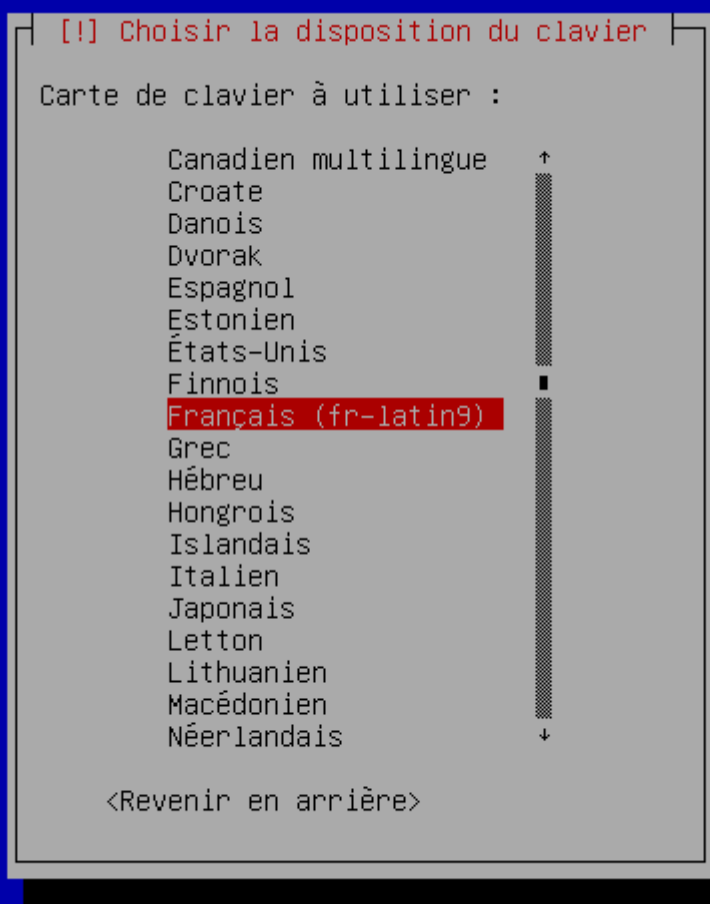 [!] Choisir la disposition du clavier
Carte de clavier à utiliser :
Canadien multilingue
Croate
Danois
Dvorak
Espagnol
Estonien
États-Unis
Finnois
Français (fr-latin9)
Grec
Hébreu
Hongrois
Islandais
Italien
Japonais
Letton
Lithuanien
Macédonien
Néerlandais
<Revenir en arrière>